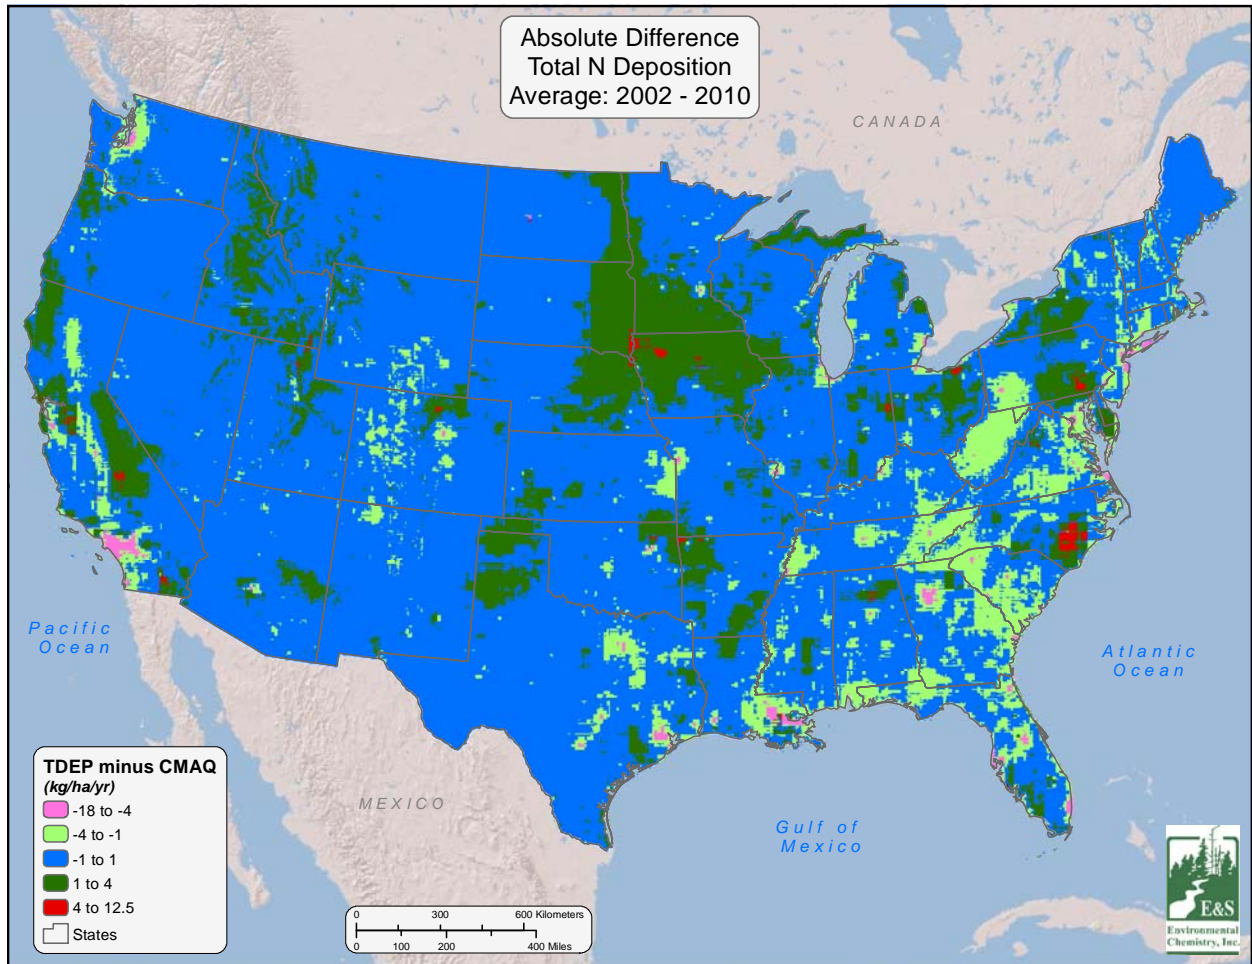 Absolute Difference
Total N Deposition
Average: 2002 - 2010
CANADA
Pacific
Ocean
Atlantic
Ocean
MEXICO
Gulf of
Mexico
TDEP minus CMAQ
(kg/ha/yr)
-18 to -4
-4 to -1
-1 to 1
1 to 4
4 to 12.5
States
0 300 600 Kilometers
0 100 200 400 Miles
E&S
Environmental
Chemistry, Inc.